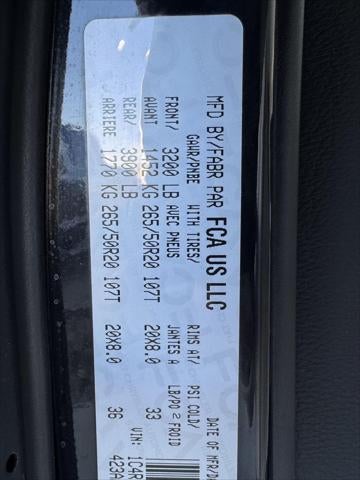 MFD BY/FABR PAR FCA US LLC DATE OF MFR/D
GAWR/PNBE WITH TIRES/ RIMS AT/ PSI COLD/
FRONT/ 3200 LB AVEC PNEUS JANTES A LB/PO 2 FROID
AVANT 1452 KG 265/50R20 107T 20X8.0 33 VIN: 1C4R
REAR/ 3900 LB
ARRIERE 1770 KG 265/50R20 107T 20X8.0 36 423A